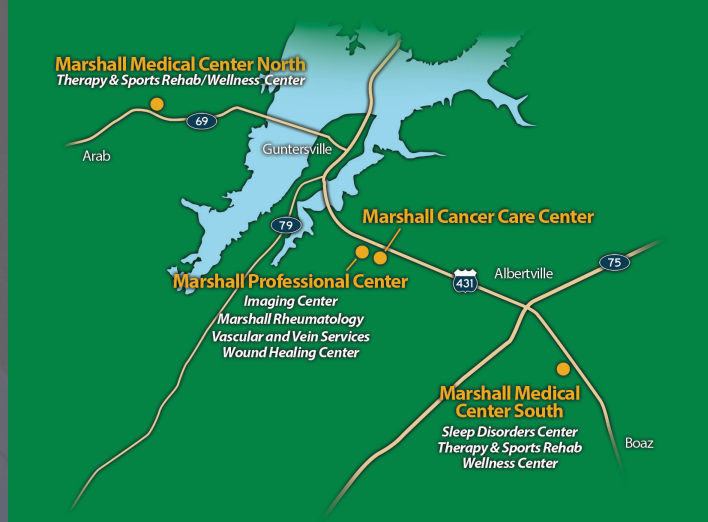 Marshall Medical Center North
Therapy & Sports Rehab/Wellness Center
69
Arab
Guntersville
79
Marshall Cancer Care Center
Marshall Professional Center
Imaging Center
Marshall Rheumatology
Vascular and Vein Services
Wound Healing Center
431
Albertville
75
Marshall Medical
Center South
Sleep Disorders Center
Therapy & Sports Rehab
Wellness Center
Boaz